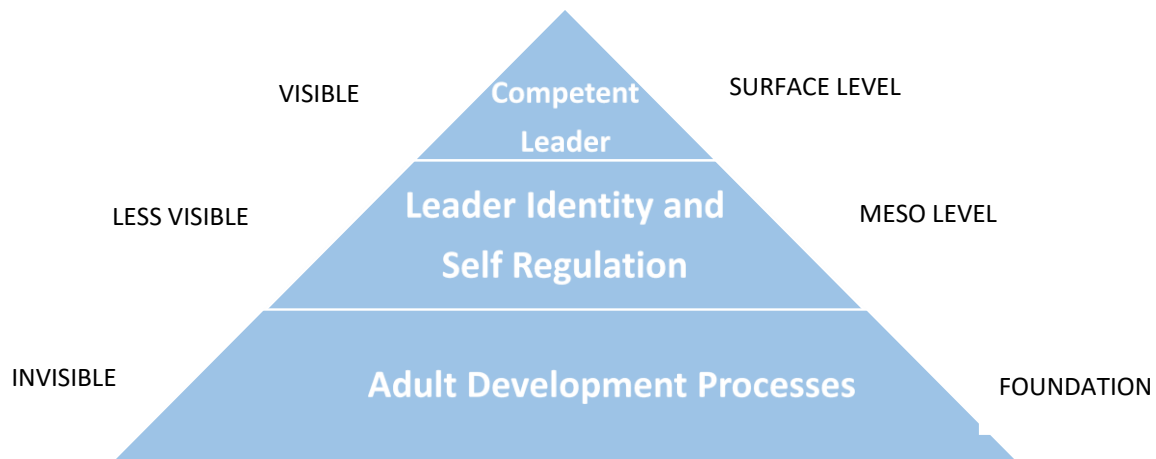 VISIBLE
Competent
Leader
SURFACE LEVEL
LESS VISIBLE
Leader Identity and
Self Regulation
MESO LEVEL
INVISIBLE
Adult Development Processes
FOUNDATION